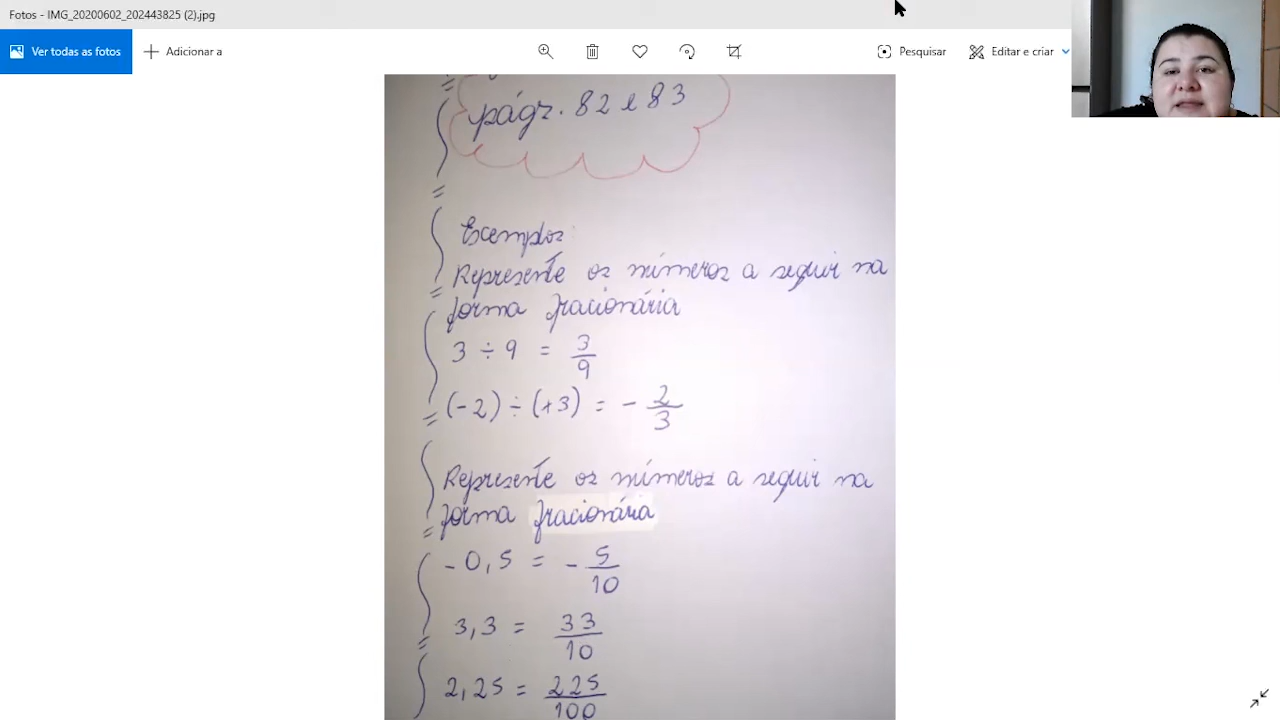 Fotos - IMG_20200602_202443825 (2).jpg
Ver todas as fotos
Adicionar a
Pesquisar
Editar e criar
págs. 82 e 83
Exemplos:
Represente os números a seguir na
forma fracionária
3 ÷ 9 = 3/9
(-2) ÷ (+3) = - 2/3
Represente os números a seguir na
forma fracionária
-0,5 = - 5/10
3,3 = 33/10
2,25 = 225/100